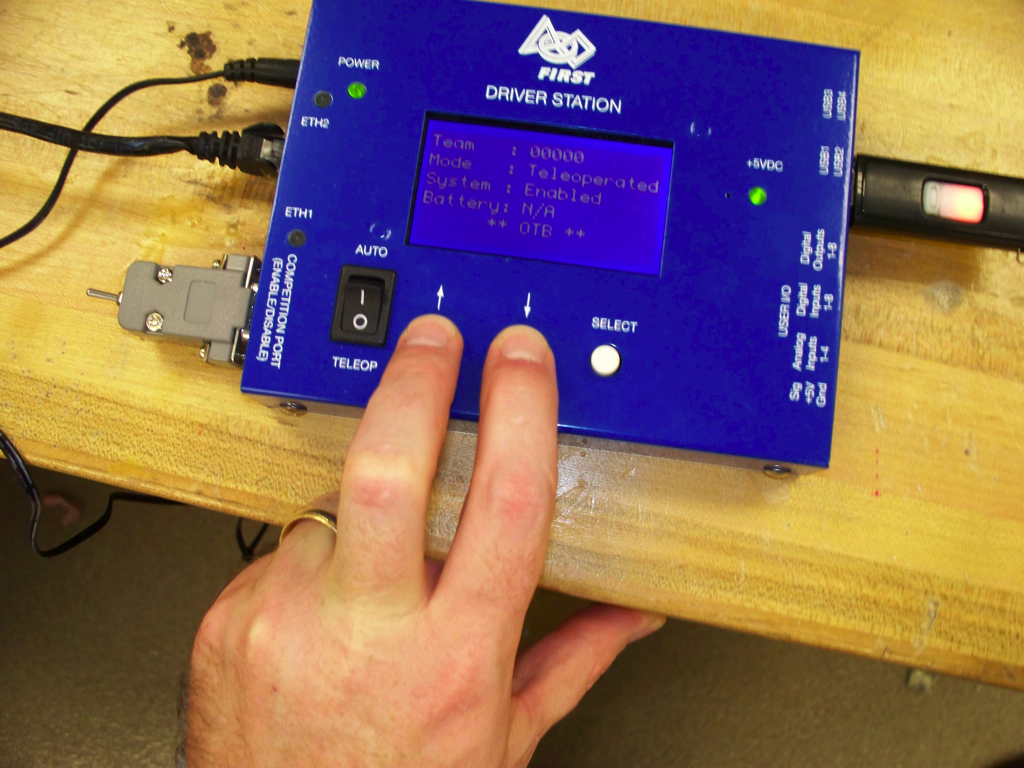 FIRST
DRIVER STATION
POWER
ETH2
ETH1
Team : 00000
Mode : Teleoperated
System : Enabled
Battery: N/A
** OTB **
+5VDC
USB3
USB4
USB1
USB2
AUTO
TELEOP
I
O
↑
↓
SELECT
COMPETITION PORT
(ENABLE/DISABLE)
USER I/O
Digital
Outputs
1-8
Digital
Inputs
1-8
Analog
Inputs
1-4
Sig
+5V
Gnd